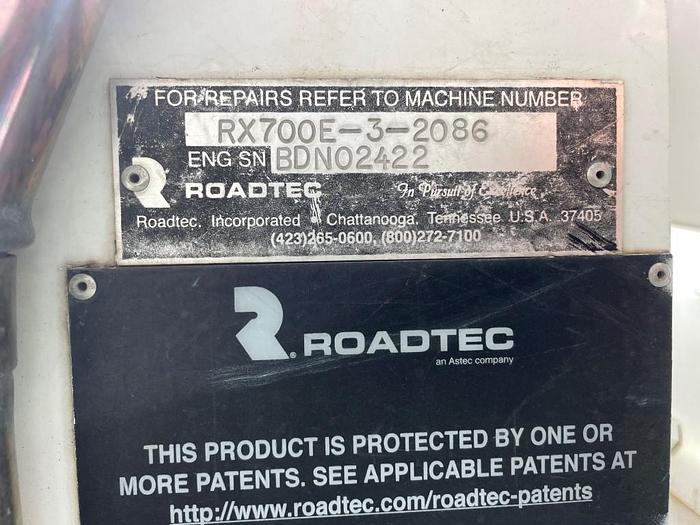 FOR REPAIRS REFER TO MACHINE NUMBER
RX700E-3-2086
ENG SN BDN02422
ROADTEC In Pursuit of Excellence
Roadtec, Incorporated Chattanooga, Tennessee U.S.A. 37405
(423)265-0600, (800)272-7100
R. ROADTEC
an Astec company
THIS PRODUCT IS PROTECTED BY ONE OR
MORE PATENTS. SEE APPLICABLE PATENTS AT
http://www.roadtec.com/roadtec-patents